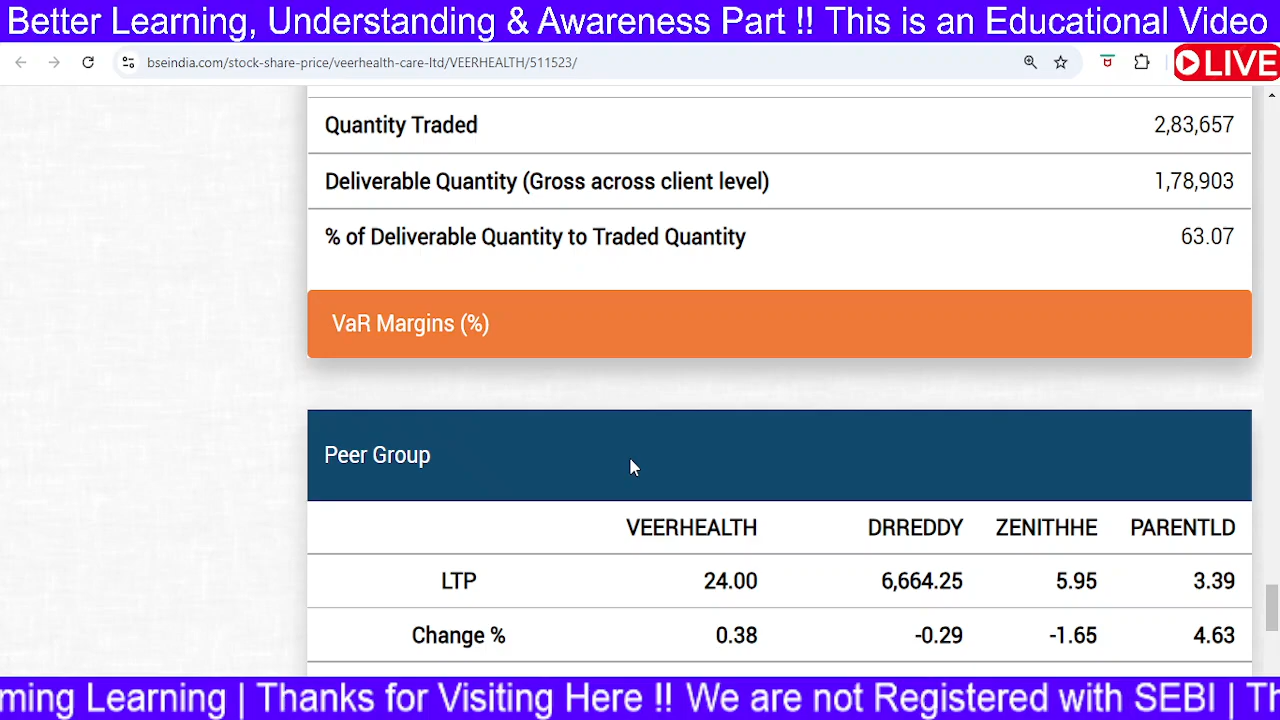 Better Learning, Understanding & Awareness Part !! This is an Educational Video
bseindia.com/stock-share-price/veerhealth-care-ltd/VEERHEALTH/511523/
LIVE
Quantity Traded 2,83,657
Deliverable Quantity (Gross across client level) 1,78,903
% of Deliverable Quantity to Traded Quantity 63.07
VaR Margins (%)
Peer Group
VEERHEALTH DRREDDY ZENITHHE PARENTLD
LTP 24.00 6,664.25 5.95 3.39
Change % 0.38 -0.29 -1.65 4.63
ming Learning | Thanks for Visiting Here !! We are not Registered with SEBI | Th